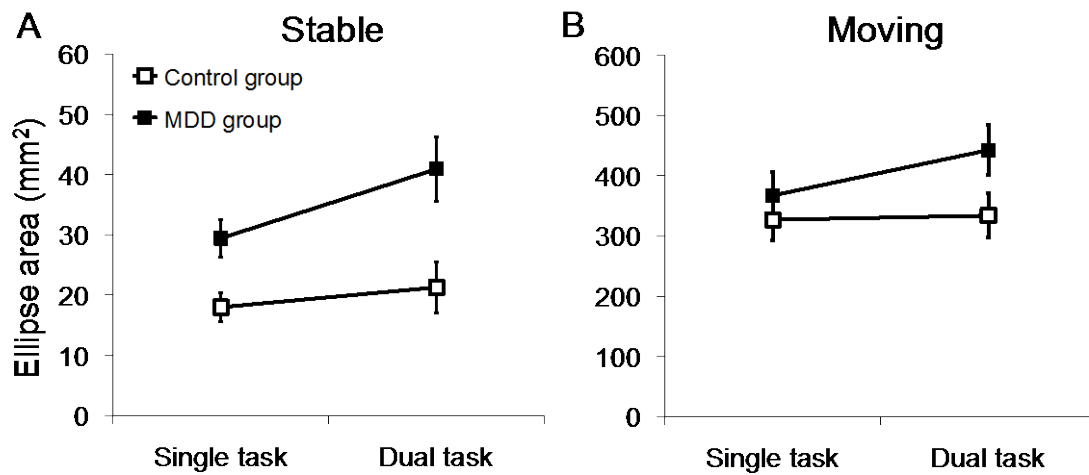 A
Stable
60
50
40
30
20
10
0
Control group
MDD group
Ellipse area (mm²)
Single task
Dual task
B
Moving
600
500
400
300
200
100
0
Single task
Dual task